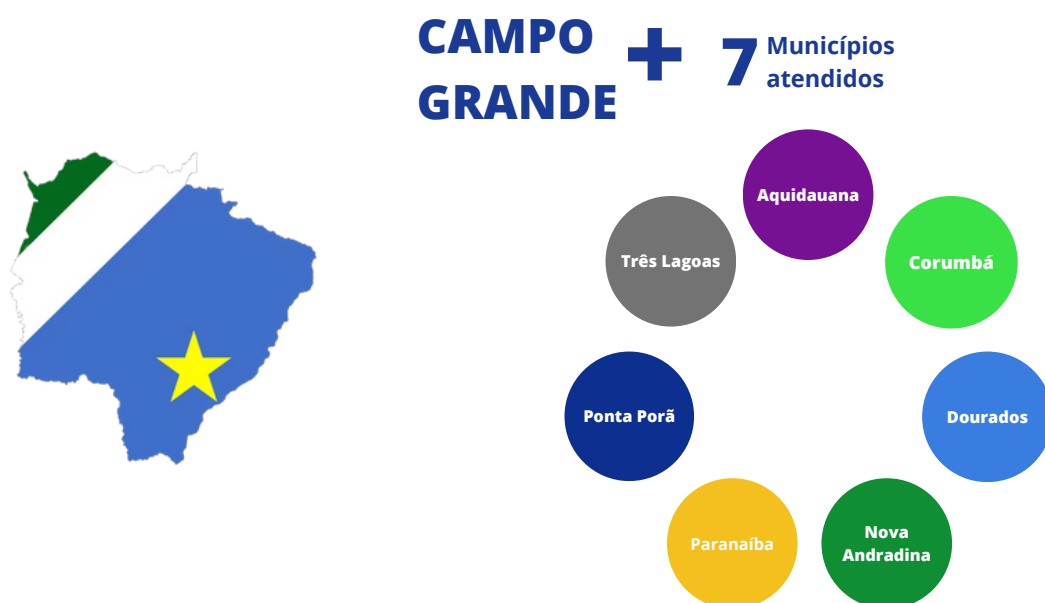 CAMPO
GRANDE
+
7
Municípios
atendidos
Aquidauana
Três Lagoas
Corumbá
Ponta Porã
Dourados
Paranaíba
Nova
Andradina